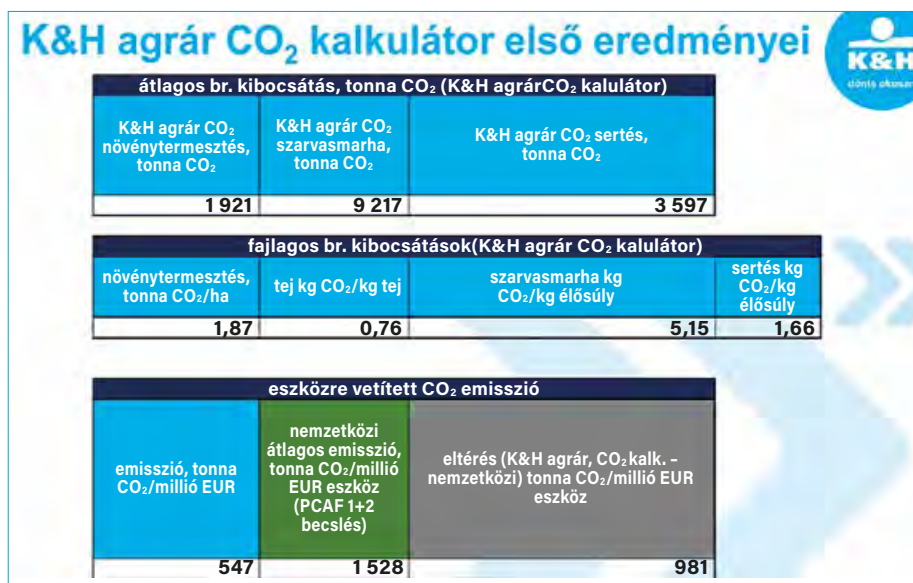 K&H agrár CO₂ kalkulátor első eredményei
K&H
dönts okosan
átlagos br. kibocsátás, tonna CO₂ (K&H agrárCO₂ kalulátor)
K&H agrár CO₂
növénytermesztés,
tonna CO₂
K&H agrár CO₂
szarvasmarha,
tonna CO₂
K&H agrár CO₂ sertés,
tonna CO₂
1 921
9 217
3 597
fajlagos br. kibocsátások(K&H agrár CO₂ kalulátor)
növénytermesztés,
tonna CO₂/ha
tej kg CO₂/kg tej
szarvasmarha kg
CO₂/kg élősúly
sertés kg
CO₂/kg
élősúly
1,87
0,76
5,15
1,66
eszközre vetített CO₂ emisszió
emisszió, tonna
CO₂/millió EUR
nemzetközi
átlagos emisszió,
tonna CO₂/millió
EUR eszköz
(PCAF 1+2
becslés)
eltérés (K&H agrár, CO₂kalk. –
nemzetközi) tonna CO₂/millió EUR
eszköz
547
1 528
981